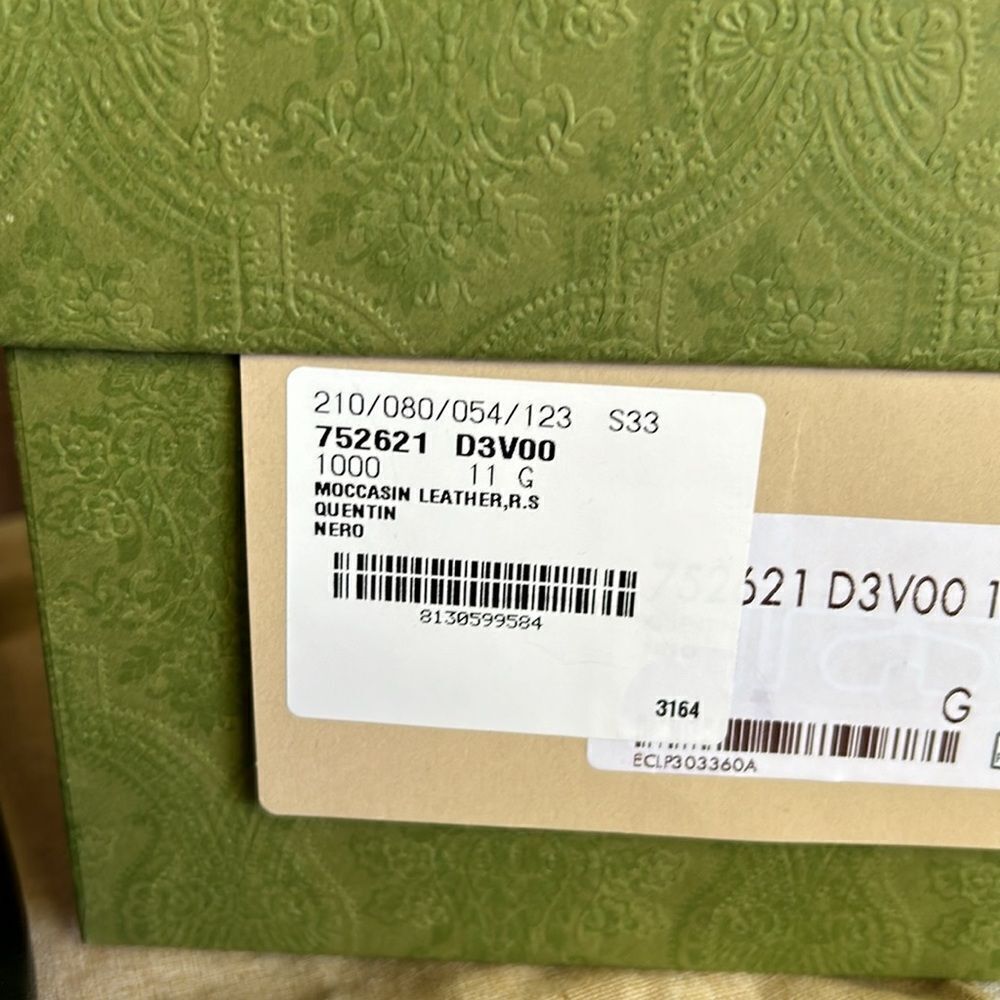 210/080/054/123 S33
752621 D3V00
1000 11 G
MOCCASIN LEATHER,R.S
QUENTIN
NERO
8130599584
3164
752621 D3V00 1
G
ECLP303360A